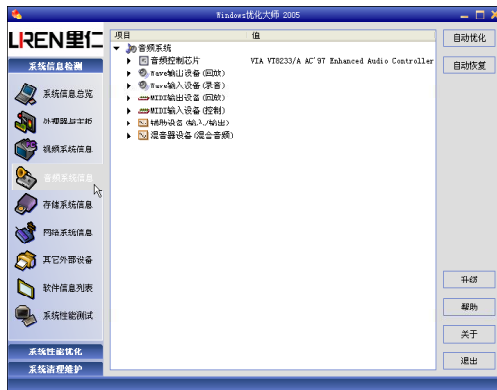 Windows优化大师 2005
LIREN里仁
系统信息检测
系统信息总览
处理器与主板
视频系统信息
音频系统信息
存储系统信息
网络系统信息
其它外部设备
软件信息列表
系统性能测试
系统性能优化
系统清理维护
项目 值
音频系统
音频控制芯片 VIA VT8233/A AC'97 Enhanced Audio Controller
Wave输出设备(回放)
Wave输入设备(录音)
MIDI输出设备(回放)
MIDI输入设备(控制)
辅助设备(输入/输出)
混音器设备(混合音频)
自动优化
自动恢复
升级
帮助
关于
退出